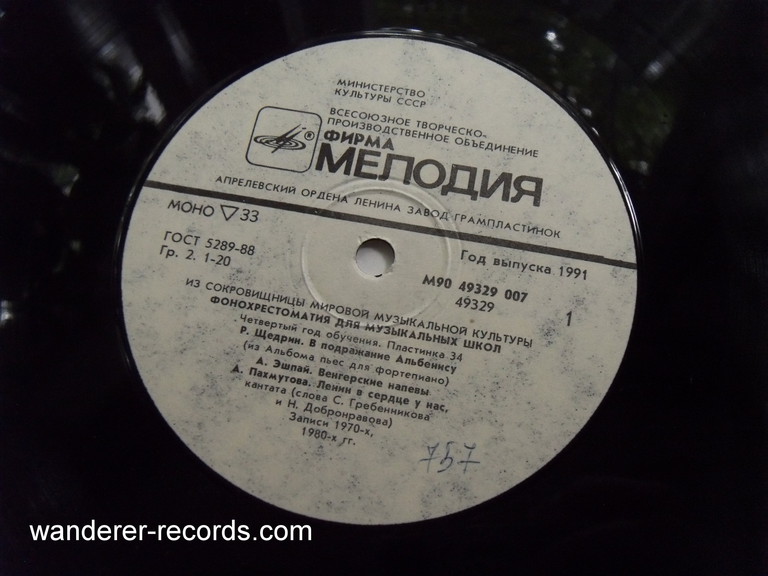 МИНИСТЕРСТВО
КУЛЬТУРЫ СССР
ВСЕСОЮЗНОЕ ТВОРЧЕСКО-
ПРОИЗВОДСТВЕННОЕ ОБЪЕДИНЕНИЕ
®
ФИРМА
МЕЛОДИЯ
АПРЕЛЕВСКИЙ ОРДЕНА ЛЕНИНА ЗАВОД ГРАМПЛАСТИНОК
МОНО ▽ 33
Год выпуска 1991
ГОСТ 5289-88
Гр. 2. 1-20
М90 49329 007
49329
1
ИЗ СОКРОВИЩНИЦЫ МИРОВОЙ МУЗЫКАЛЬНОЙ КУЛЬТУРЫ
ФОНОХРЕСТОМАТИЯ ДЛЯ МУЗЫКАЛЬНЫХ ШКОЛ
Четвертый год обучения. Пластинка 34
Р. Щедрин. В подражание Альбенису
(из Альбома пьес для фортепиано)
А. Эшпай. Венгерские напевы
А. Пахмутова. Ленин в сердце у нас,
кантата (слова С. Гребенникова
и Н. Добронравова)
Записи 1970-х,
1980-х гг.
757
wanderer-records.com